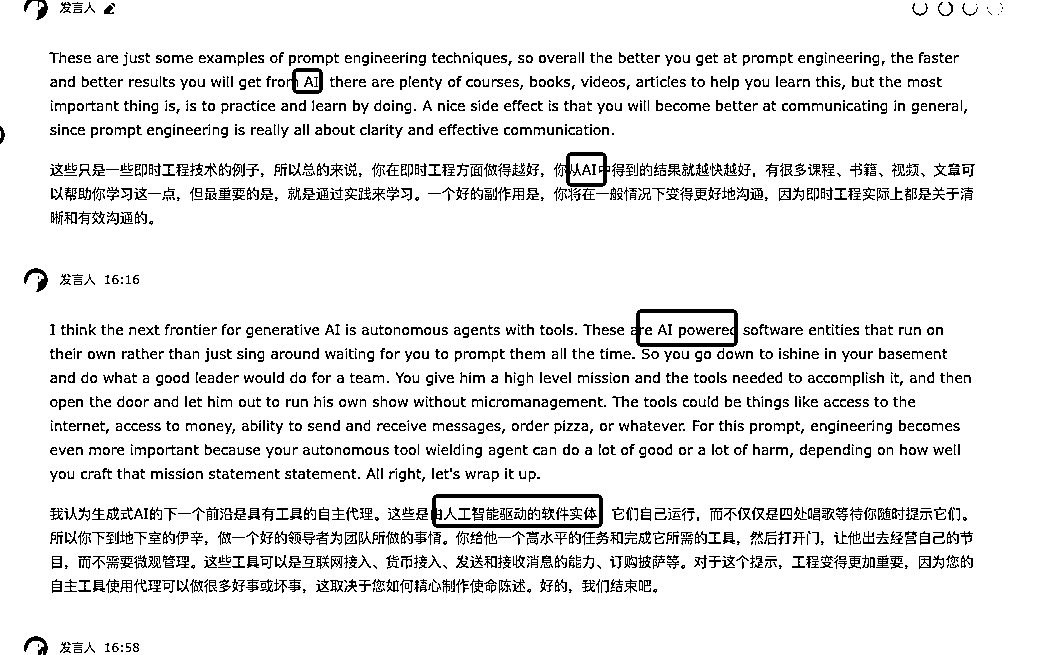 发言人
These are just some examples of prompt engineering techniques, so overall the better you get at prompt engineering, the faster
and better results you will get from AI there are plenty of courses, books, videos, articles to help you learn this, but the most
important thing is, is to practice and learn by doing. A nice side effect is that you will become better at communicating in general,
since prompt engineering is really all about clarity and effective communication.
这些只是一些即时工程技术的例子，所以总的来说，你在即时工程方面做得越好，你从AI中得到的结果就越快越好，有很多课程、书籍、视频、文章可
以帮助你学习这一点，但最重要的是，就是通过实践来学习。一个好的副作用是，你将在一般情况下变得更好地沟通，因为即时工程实际上都是关于清
晰和有效沟通的。
发言人 16:16
I think the next frontier for generative AI is autonomous agents with tools. These are AI powered software entities that run on
their own rather than just sing around waiting for you to prompt them all the time. So you go down to ishine in your basement
and do what a good leader would do for a team. You give him a high level mission and the tools needed to accomplish it, and then
open the door and let him out to run his own show without micromanagement. The tools could be things like access to the
internet, access to money, ability to send and receive messages, order pizza, or whatever. For this prompt, engineering becomes
even more important because your autonomous tool wielding agent can do a lot of good or a lot of harm, depending on how well
you craft that mission statement statement. All right, let's wrap it up.
我认为生成式AI的下一个前沿是具有工具的自主代理。这些是由人工智能驱动的软件实体 它们自己运行，而不仅仅是四处唱歌等待你随时提示它们。
所以你下到地下室的伊辛，做一个好的领导者为团队所做的事情。你给他一个高水平的任务和完成它所需的工具，然后打开门，让他出去经营自己的节
目，而不需要微观管理。这些工具可以是互联网接入、货币接入、发送和接收消息的能力、订购披萨等。对于这个提示，工程变得更加重要，因为您的
自主工具使用代理可以做很多好事或坏事，这取决于您如何精心制作使命陈述。好的，我们结束吧。
发言人 16:58